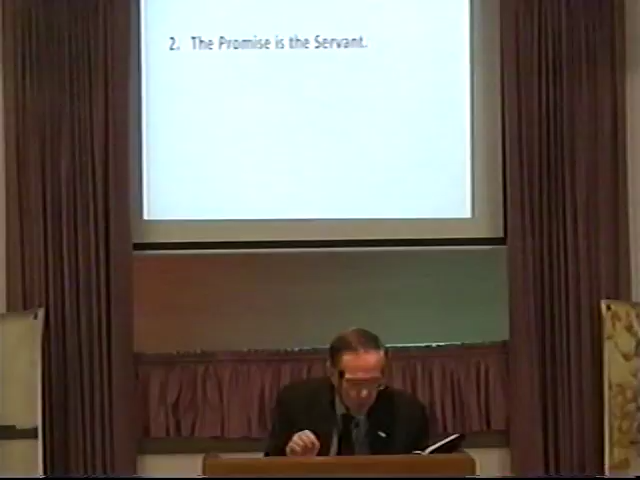 2. The Promise is the Servant.